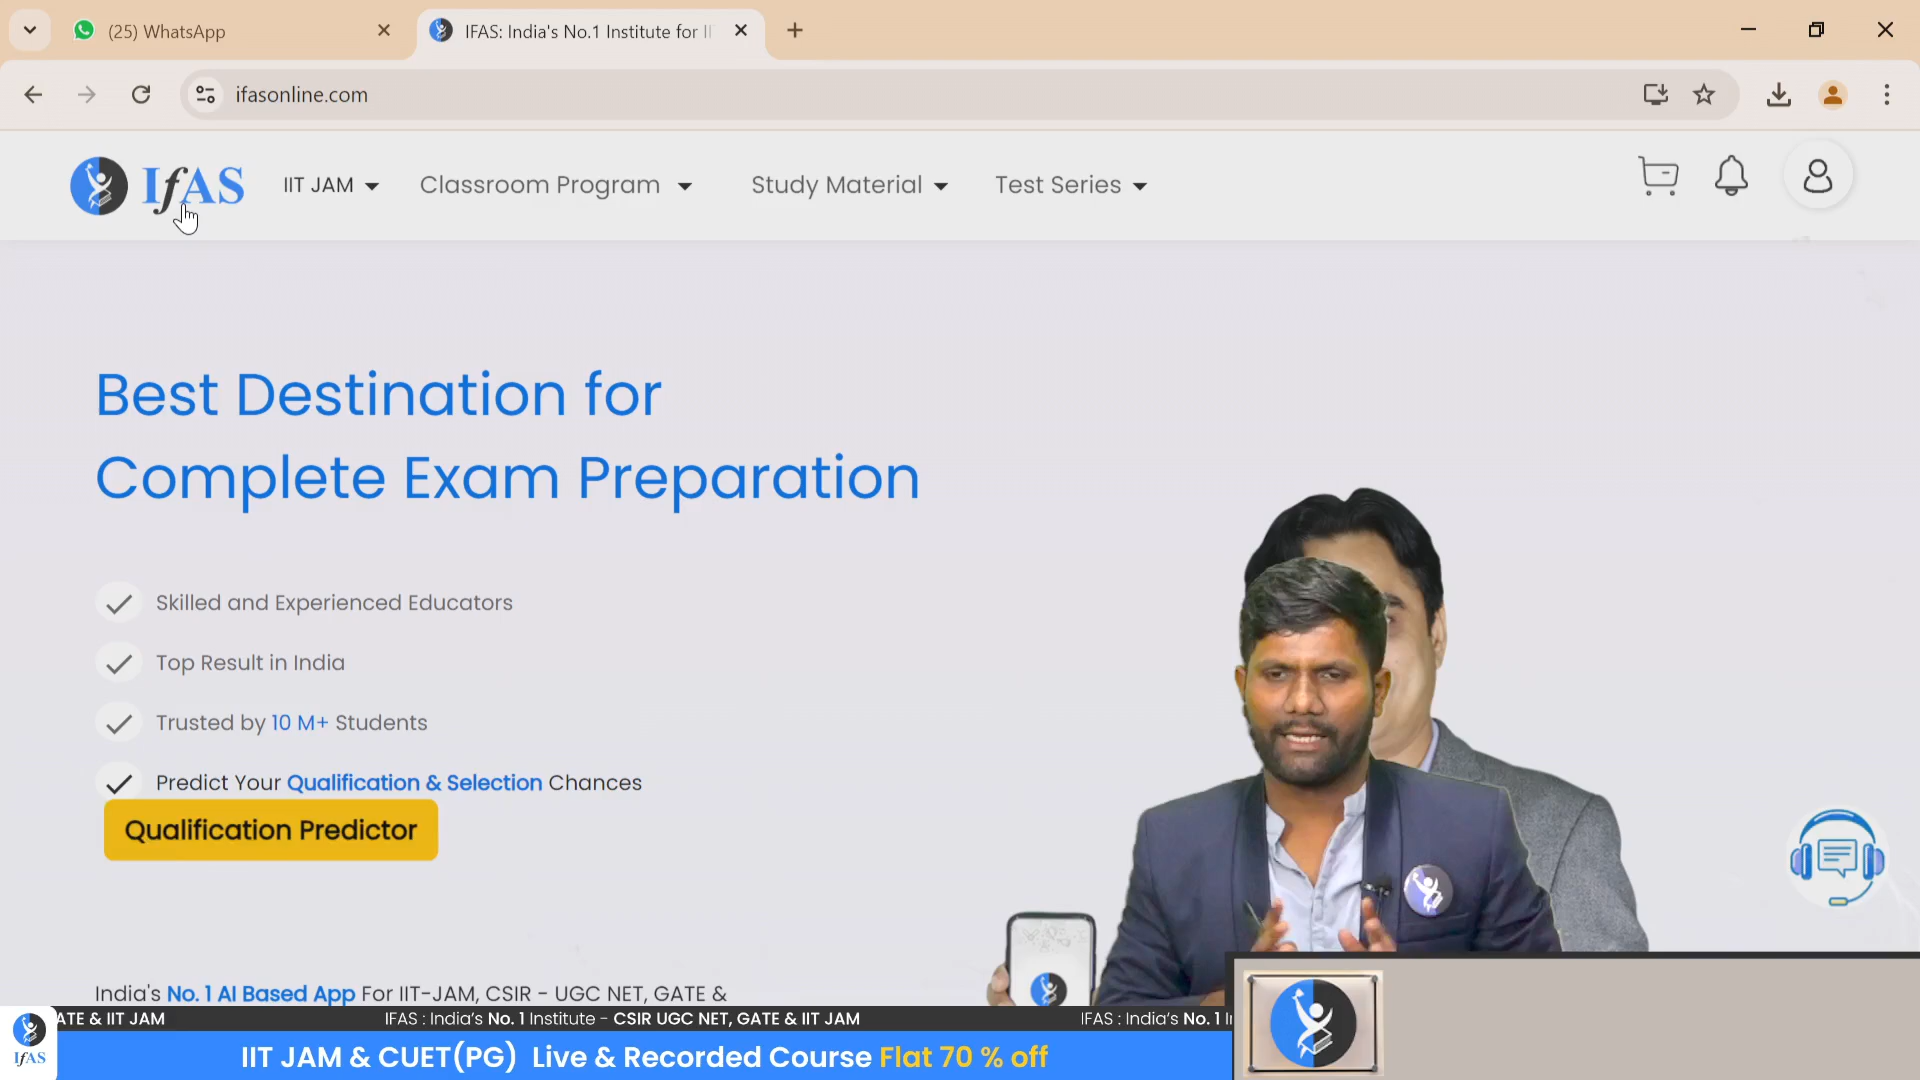 (25) WhatsApp
IFAS: India's No.1 Institute for II
ifasonline.com
IfAS
IIT JAM
Classroom Program
Study Material
Test Series
Best Destination for
Complete Exam Preparation
Skilled and Experienced Educators
Top Result in India
Trusted by 10 M+ Students
Predict Your Qualification & Selection Chances
Qualification Predictor
India's No. 1 AI Based App For IIT-JAM, CSIR - UGC NET, GATE &
ATE & IIT JAM
IFAS : India's No. 1 Institute - CSIR UGC NET, GATE & IIT JAM
IFAS : India's No. 1
IfAS
IIT JAM & CUET(PG) Live & Recorded Course Flat 70 % off